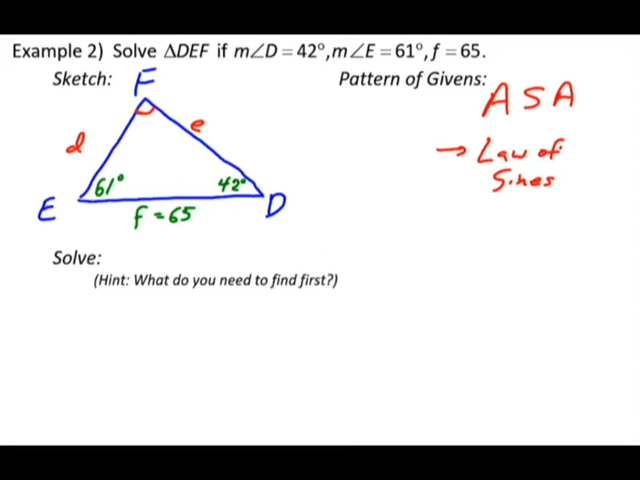 Example 2) Solve ΔDEF if m∠D = 42°, m∠E = 61°, f = 65.
Sketch:
Pattern of Givens:
F
A S A
d
e
→ Law of
Sines
61°
42°
E
D
f = 65
Solve:
(Hint: What do you need to find first?)